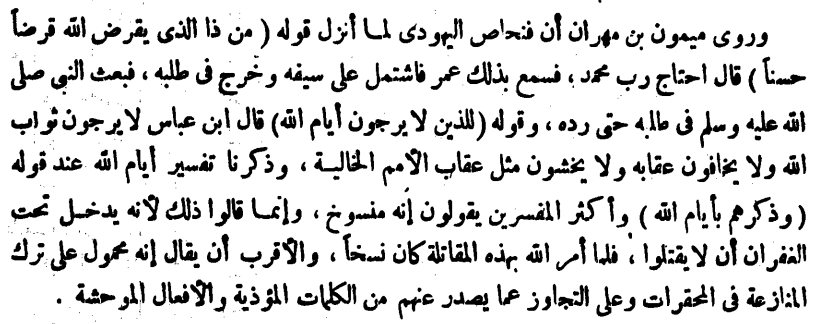 وروى ميمون بن مهران أن فنحاص اليهودى لما أنزل قوله ( من ذا الذى يقرض الله قرضاً
حسناً ) قال احتاج رب محمد ، فسمع بذلك عمر فاشتمل على سيفه وخرج فى طلبه ، فبعث النبى صلى
الله عليه وسلم فى طلبه حتى رده ، وقوله ( للذين لا يرجون أيام الله) قال ابن عباس لا يرجون ثواب
الله ولا يخافون عقابه ولا يخشون مثل عقاب الأمم الخالية ، وذكرنا تفسير أيام الله عند قوله
( وذكرهم بأيام الله ) وأكثر المفسرين يقولون إنه منسوخ ، وإنما قالوا ذلك لأنه يدخل تحت
الغفران أن لا يقتلوا ، فلما أمر الله بهذه المقاتلة كان نسخاً ، والأقرب أن يقال إنه محمول على ترك
المنازعة فى المحقرات وعلى التجاوز عما يصدر عنهم من الكلمات المؤذية والأفعال الموحشة .